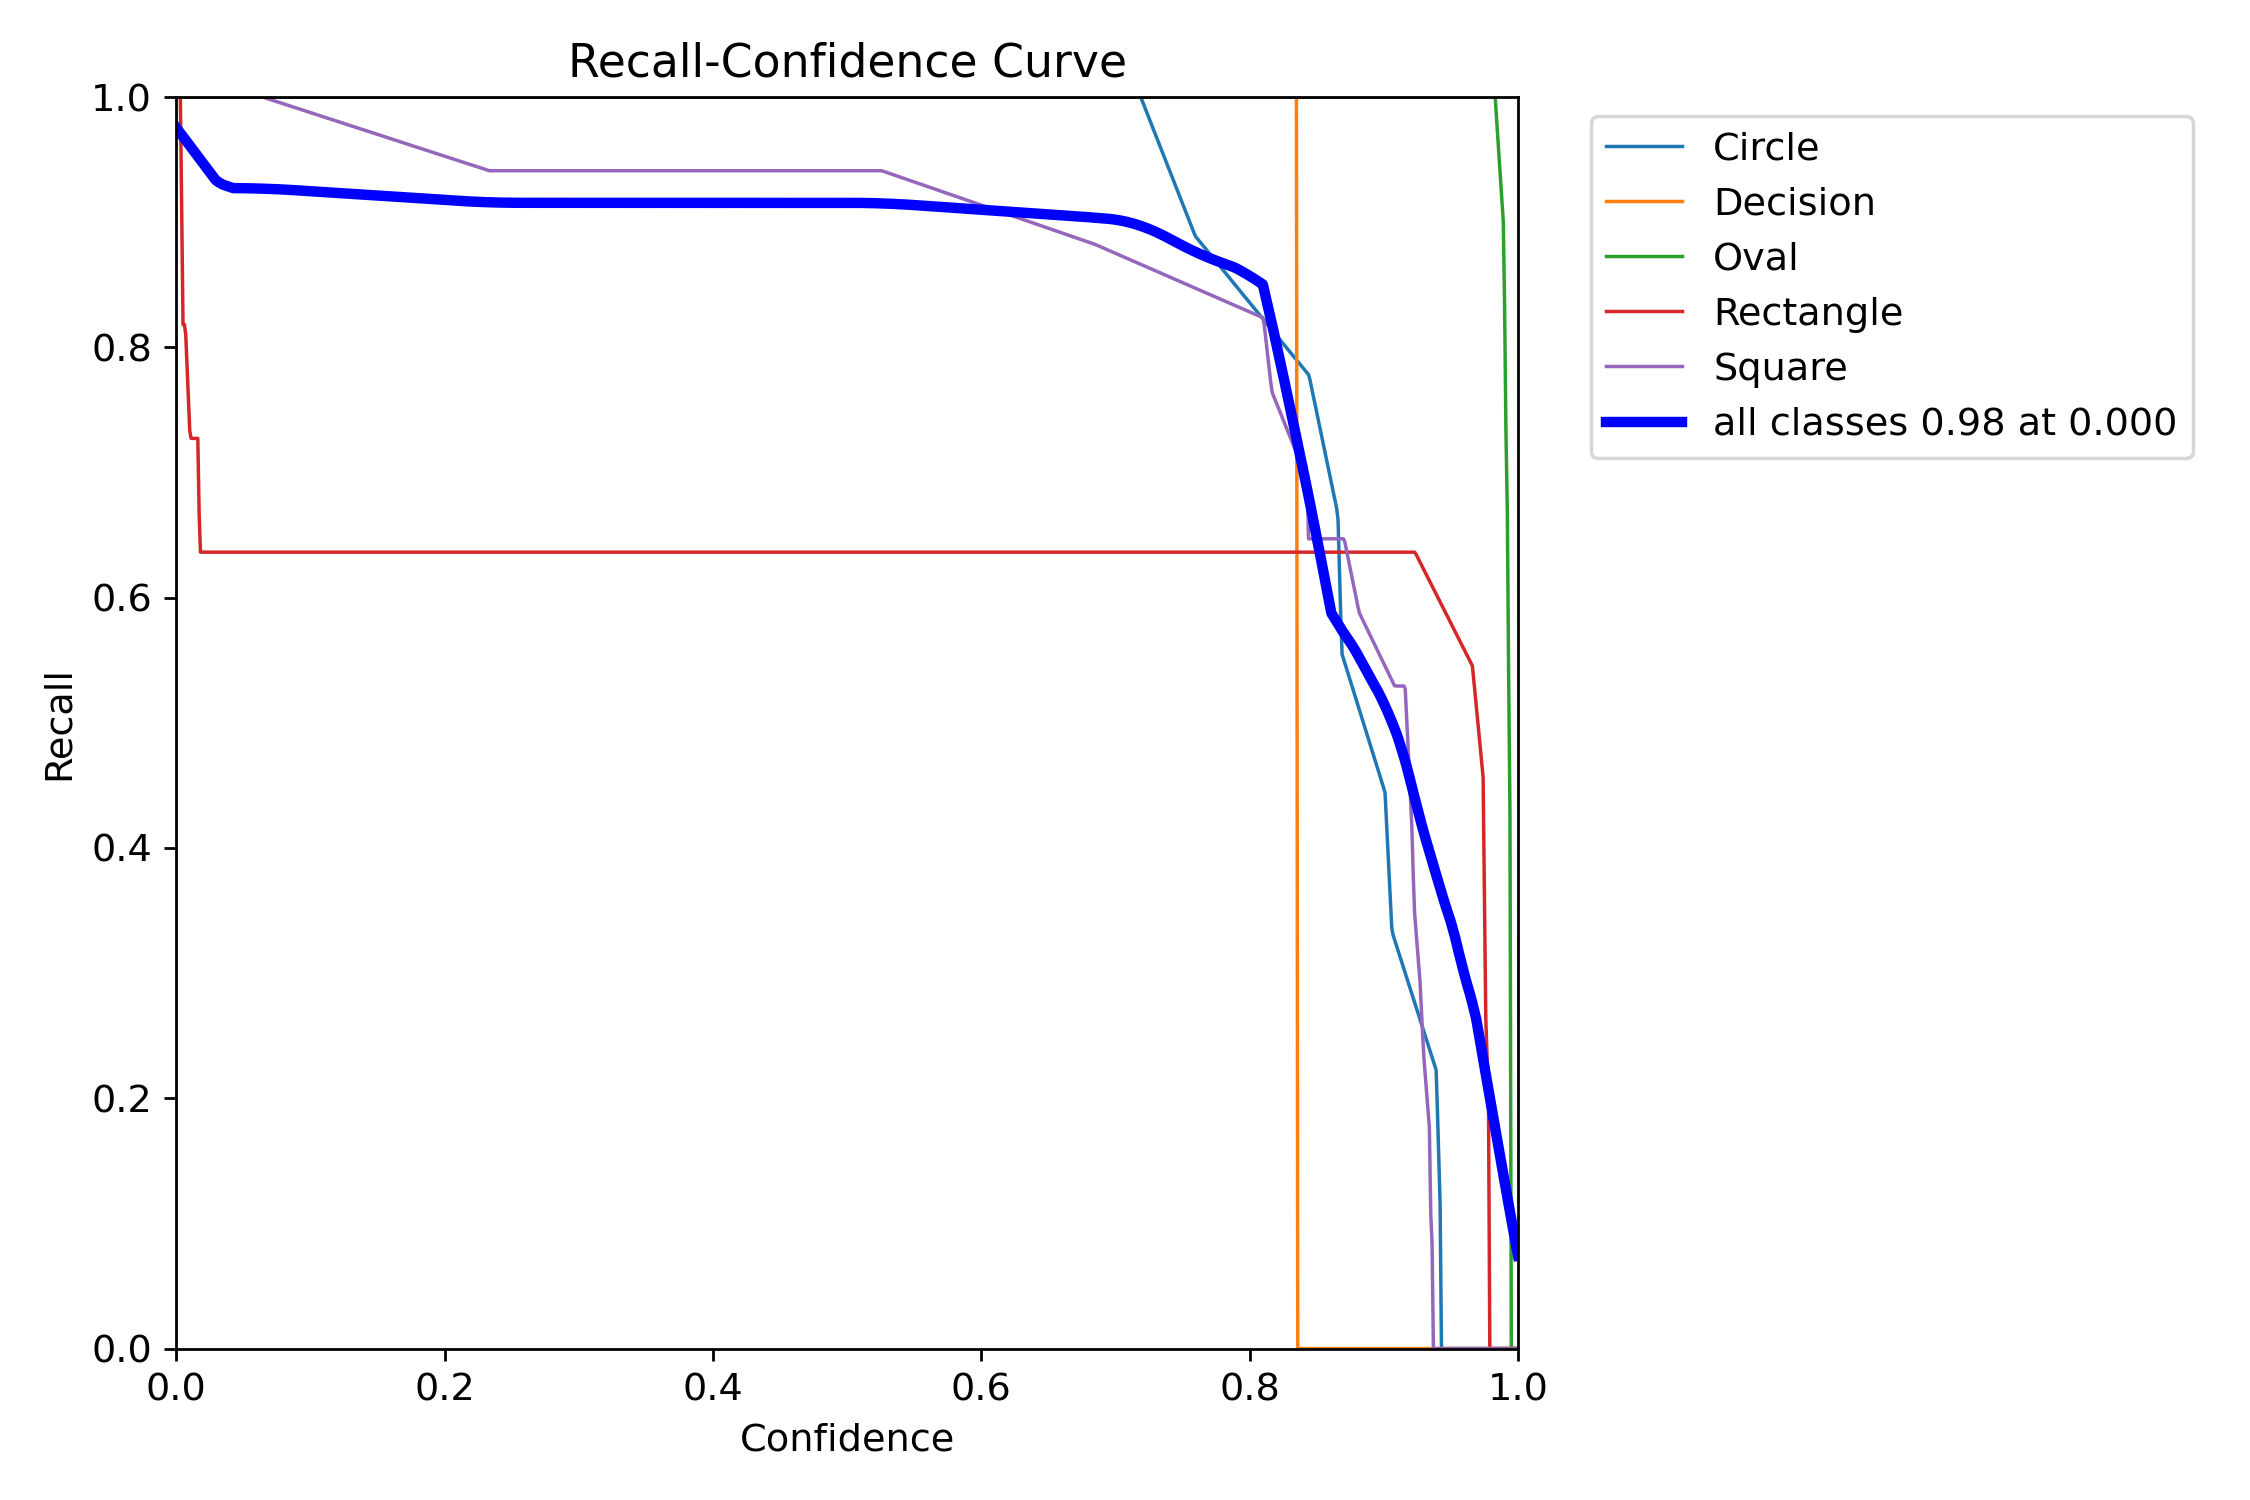 Recall-Confidence Curve
1.0
0.8
0.6
0.4
0.2
0.0
Recall
0.0 0.2 0.4 0.6 0.8 1.0
Confidence
Circle
Decision
Oval
Rectangle
Square
all classes 0.98 at 0.000